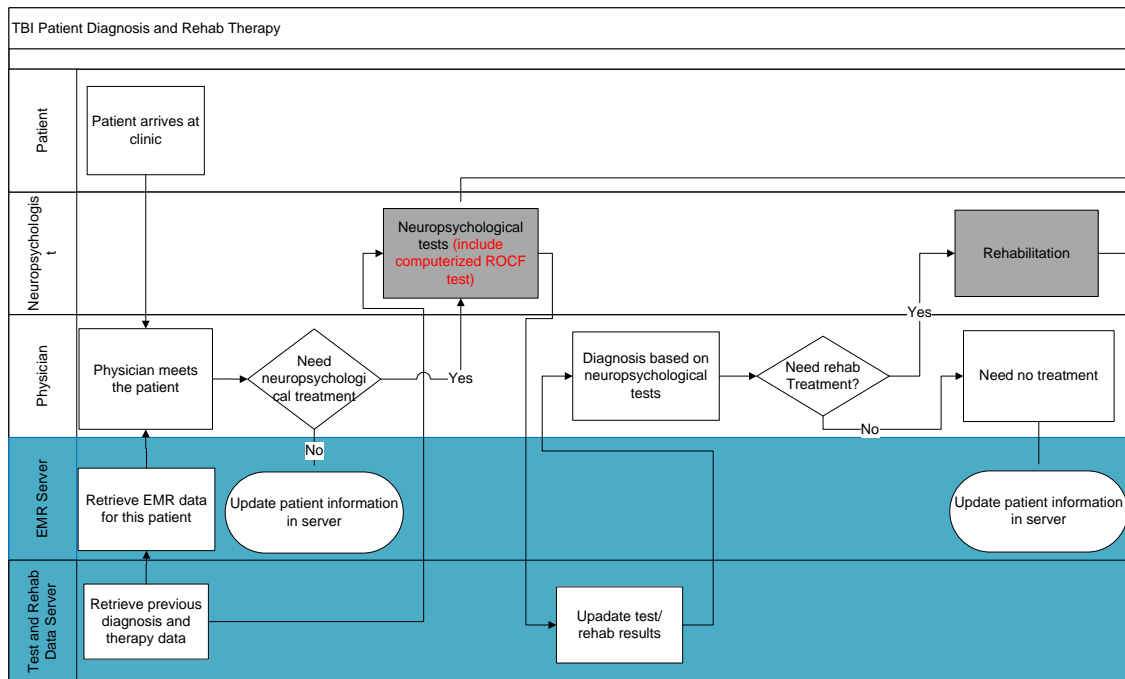 TBI Patient Diagnosis and Rehab Therapy
Patient
Patient arrives at
clinic
Neuropsychologis
t
Neuropsychological
tests (include
computerized ROCF
test)
Rehabilitation
Physician
Physician meets
the patient
Need
neuropsychologi
cal treatment
Yes
Diagnosis based on
neuropsychological
tests
Need rehab
Treatment?
Yes
No
Need no treatment
No
EMR Server
Retrieve EMR data
for this patient
Update patient information
in server
Update patient information
in server
Test and Rehab
Data Server
Retrieve previous
diagnosis and
therapy data
Upadate test/
rehab results